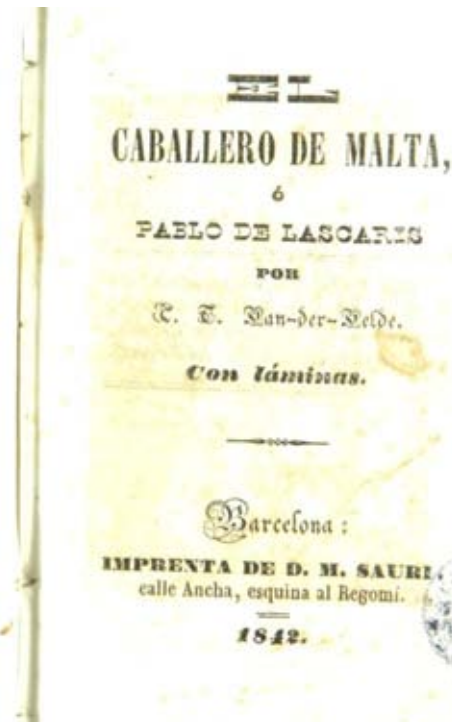 EL
CABALLERO DE MALTA,
ó
PABLO DE LASCARIS
POR
C. F. Van-der-Velde.
Con láminas.
Barcelona:
IMPRENTA DE D. M. SAURI.
calle Ancha, esquina al Regomí.
1842.